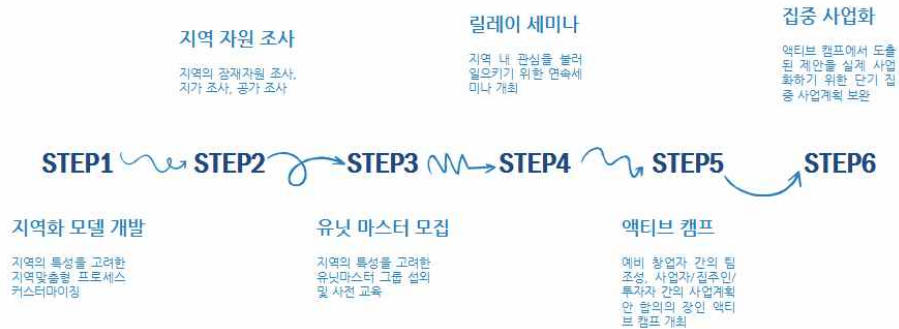 지역 자원 조사
지역의 잠재자원 조사,
지가 조사, 공가 조사
릴레이 세미나
지역 내 관심을 불러
일으키기 위한 연속세
미나 개최
집중 사업화
액티브 캠프에서 도출
된 제안을 실제 사업
화하기 위한 단기 집
중 사업계획 보완
STEP1 STEP2 STEP3 STEP4 STEP5 STEP6
지역화 모델 개발
지역의 특성을 고려한
지역맞춤형 프로세스
커스터마이징
유닛 마스터 모집
지역의 특성을 고려한
유닛마스터 그룹 섭외
및 사전 교육
액티브 캠프
예비 창업자 간의 팀
조성, 사업자/집주인/
투자자 간의 사업계획
안 합의의 장인 액티
브 캠프 개최